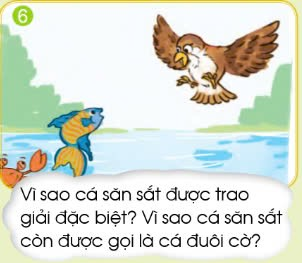 6
Vì sao cá săn sắt được trao
giải đặc biệt? Vì sao cá săn sắt
còn được gọi là cá đuôi cờ?